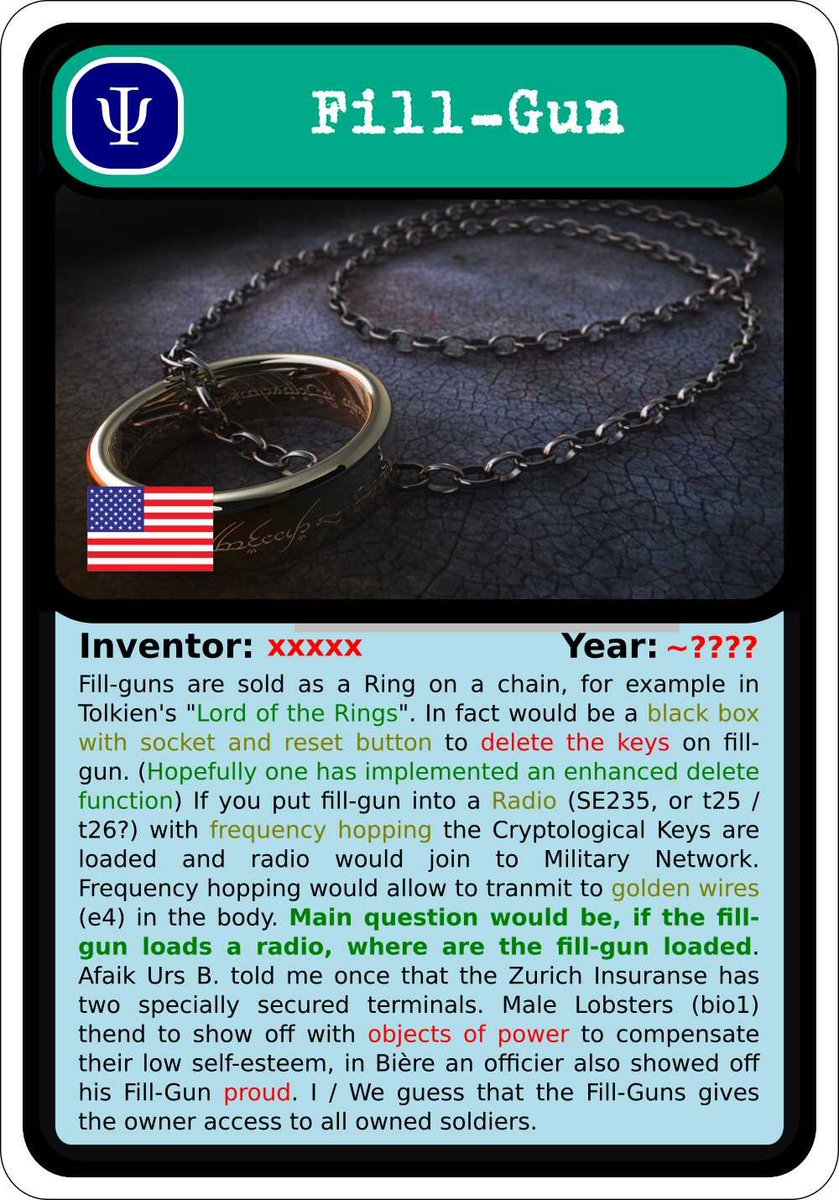 Ψ
Fill-Gun
Inventor: xxxxx Year: ~????
Fill-guns are sold as a Ring on a chain, for example in
Tolkien's "Lord of the Rings". In fact would be a black box
with socket and reset button to delete the keys on fill-
gun. (Hopefully one has implemented an enhanced delete
function) If you put fill-gun into a Radio (SE235, or t25 /
t26?) with frequency hopping the Cryptological Keys are
loaded and radio would join to Military Network.
Frequency hopping would allow to tranmit to golden wires
(e4) in the body. Main question would be, if the fill-
gun loads a radio, where are the fill-gun loaded.
Afaik Urs B. told me once that the Zurich Insuranse has
two specially secured terminals. Male Lobsters (bio1)
thend to show off with objects of power to compensate
their low self-esteem, in Bière an officier also showed off
his Fill-Gun proud. I / We guess that the Fill-Guns gives
the owner access to all owned soldiers.